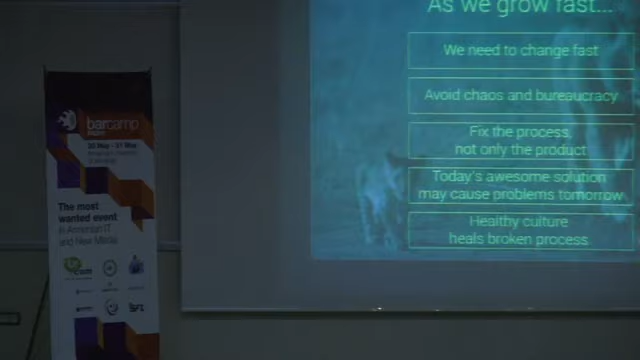 As we grow fast...
We need to change fast
Avoid chaos and bureaucracy
Fix the process,
not only the product
Today's awesome solution
may cause problems tomorrow
Healthy culture
heals broken process
barcamp
The most
wanted event
in Armenian IT
and New Media